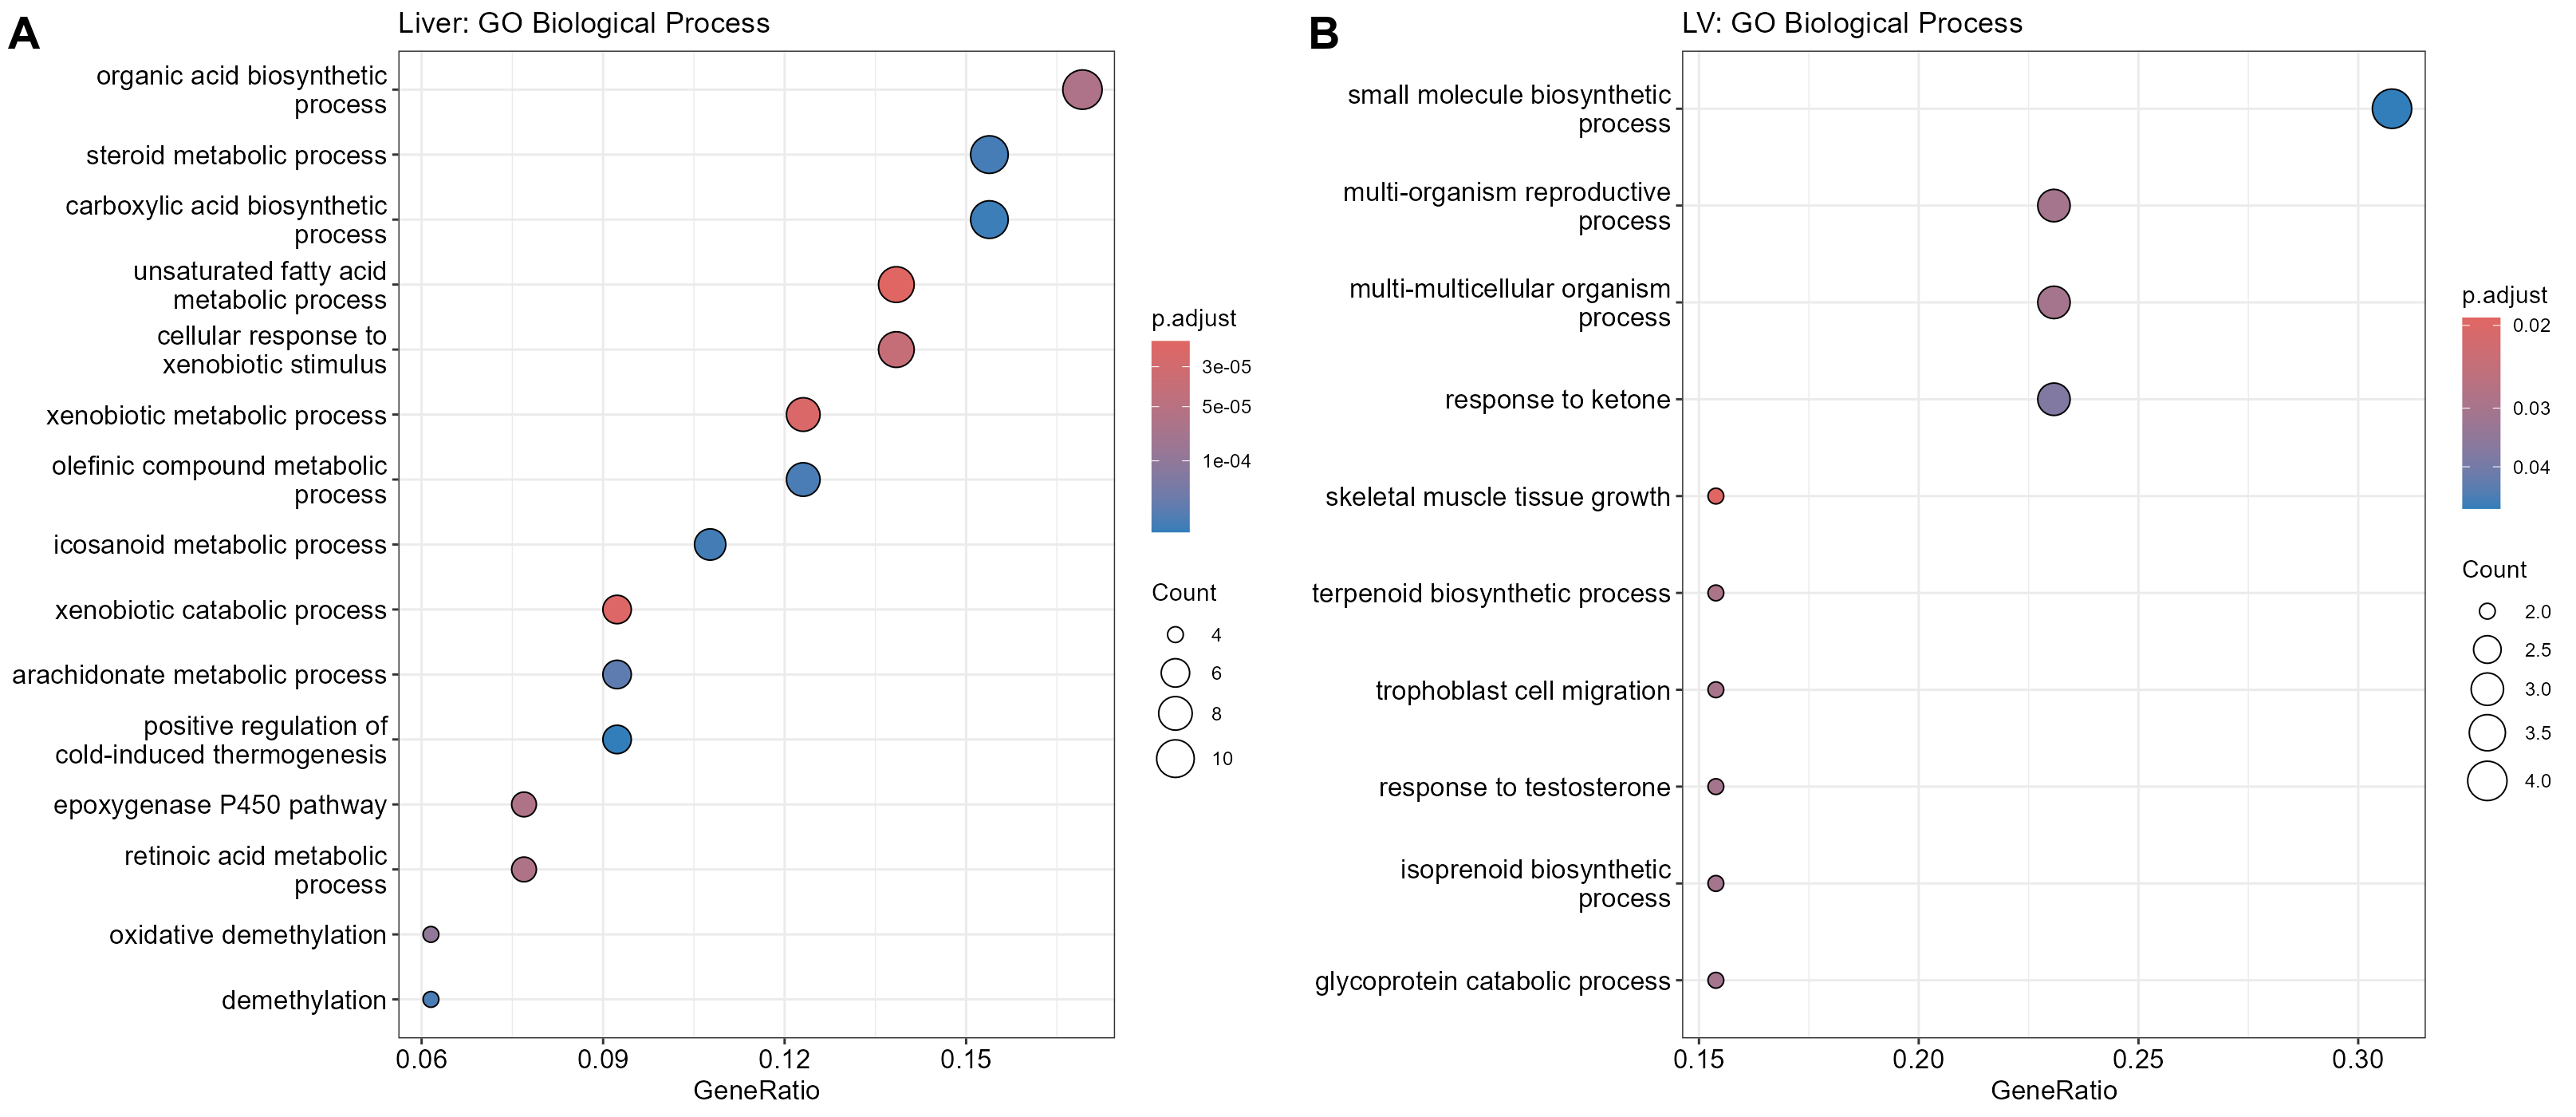 A
Liver: GO Biological Process
organic acid biosynthetic
process
steroid metabolic process
carboxylic acid biosynthetic
process
unsaturated fatty acid
metabolic process
cellular response to
xenobiotic stimulus
xenobiotic metabolic process
olefinic compound metabolic
process
icosanoid metabolic process
xenobiotic catabolic process
arachidonate metabolic process
positive regulation of
cold-induced thermogenesis
epoxygenase P450 pathway
retinoic acid metabolic
process
oxidative demethylation
demethylation
0.06 0.09 0.12 0.15
GeneRatio
p.adjust
3e-05
5e-05
1e-04
Count
4
6
8
10
B
LV: GO Biological Process
small molecule biosynthetic
process
multi-organism reproductive
process
multi-multicellular organism
process
response to ketone
skeletal muscle tissue growth
terpenoid biosynthetic process
trophoblast cell migration
response to testosterone
isoprenoid biosynthetic
process
glycoprotein catabolic process
0.15 0.20 0.25 0.30
GeneRatio
p.adjust
0.02
0.03
0.04
Count
2.0
2.5
3.0
3.5
4.0